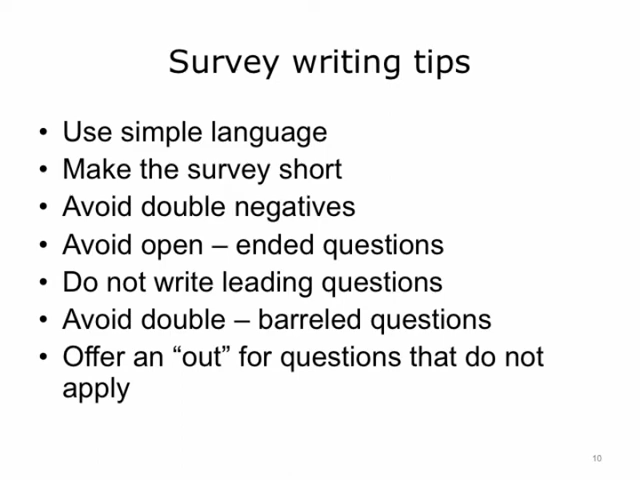 Survey writing tips
• Use simple language
• Make the survey short
• Avoid double negatives
• Avoid open – ended questions
• Do not write leading questions
• Avoid double – barreled questions
• Offer an “out” for questions that do not
apply
10